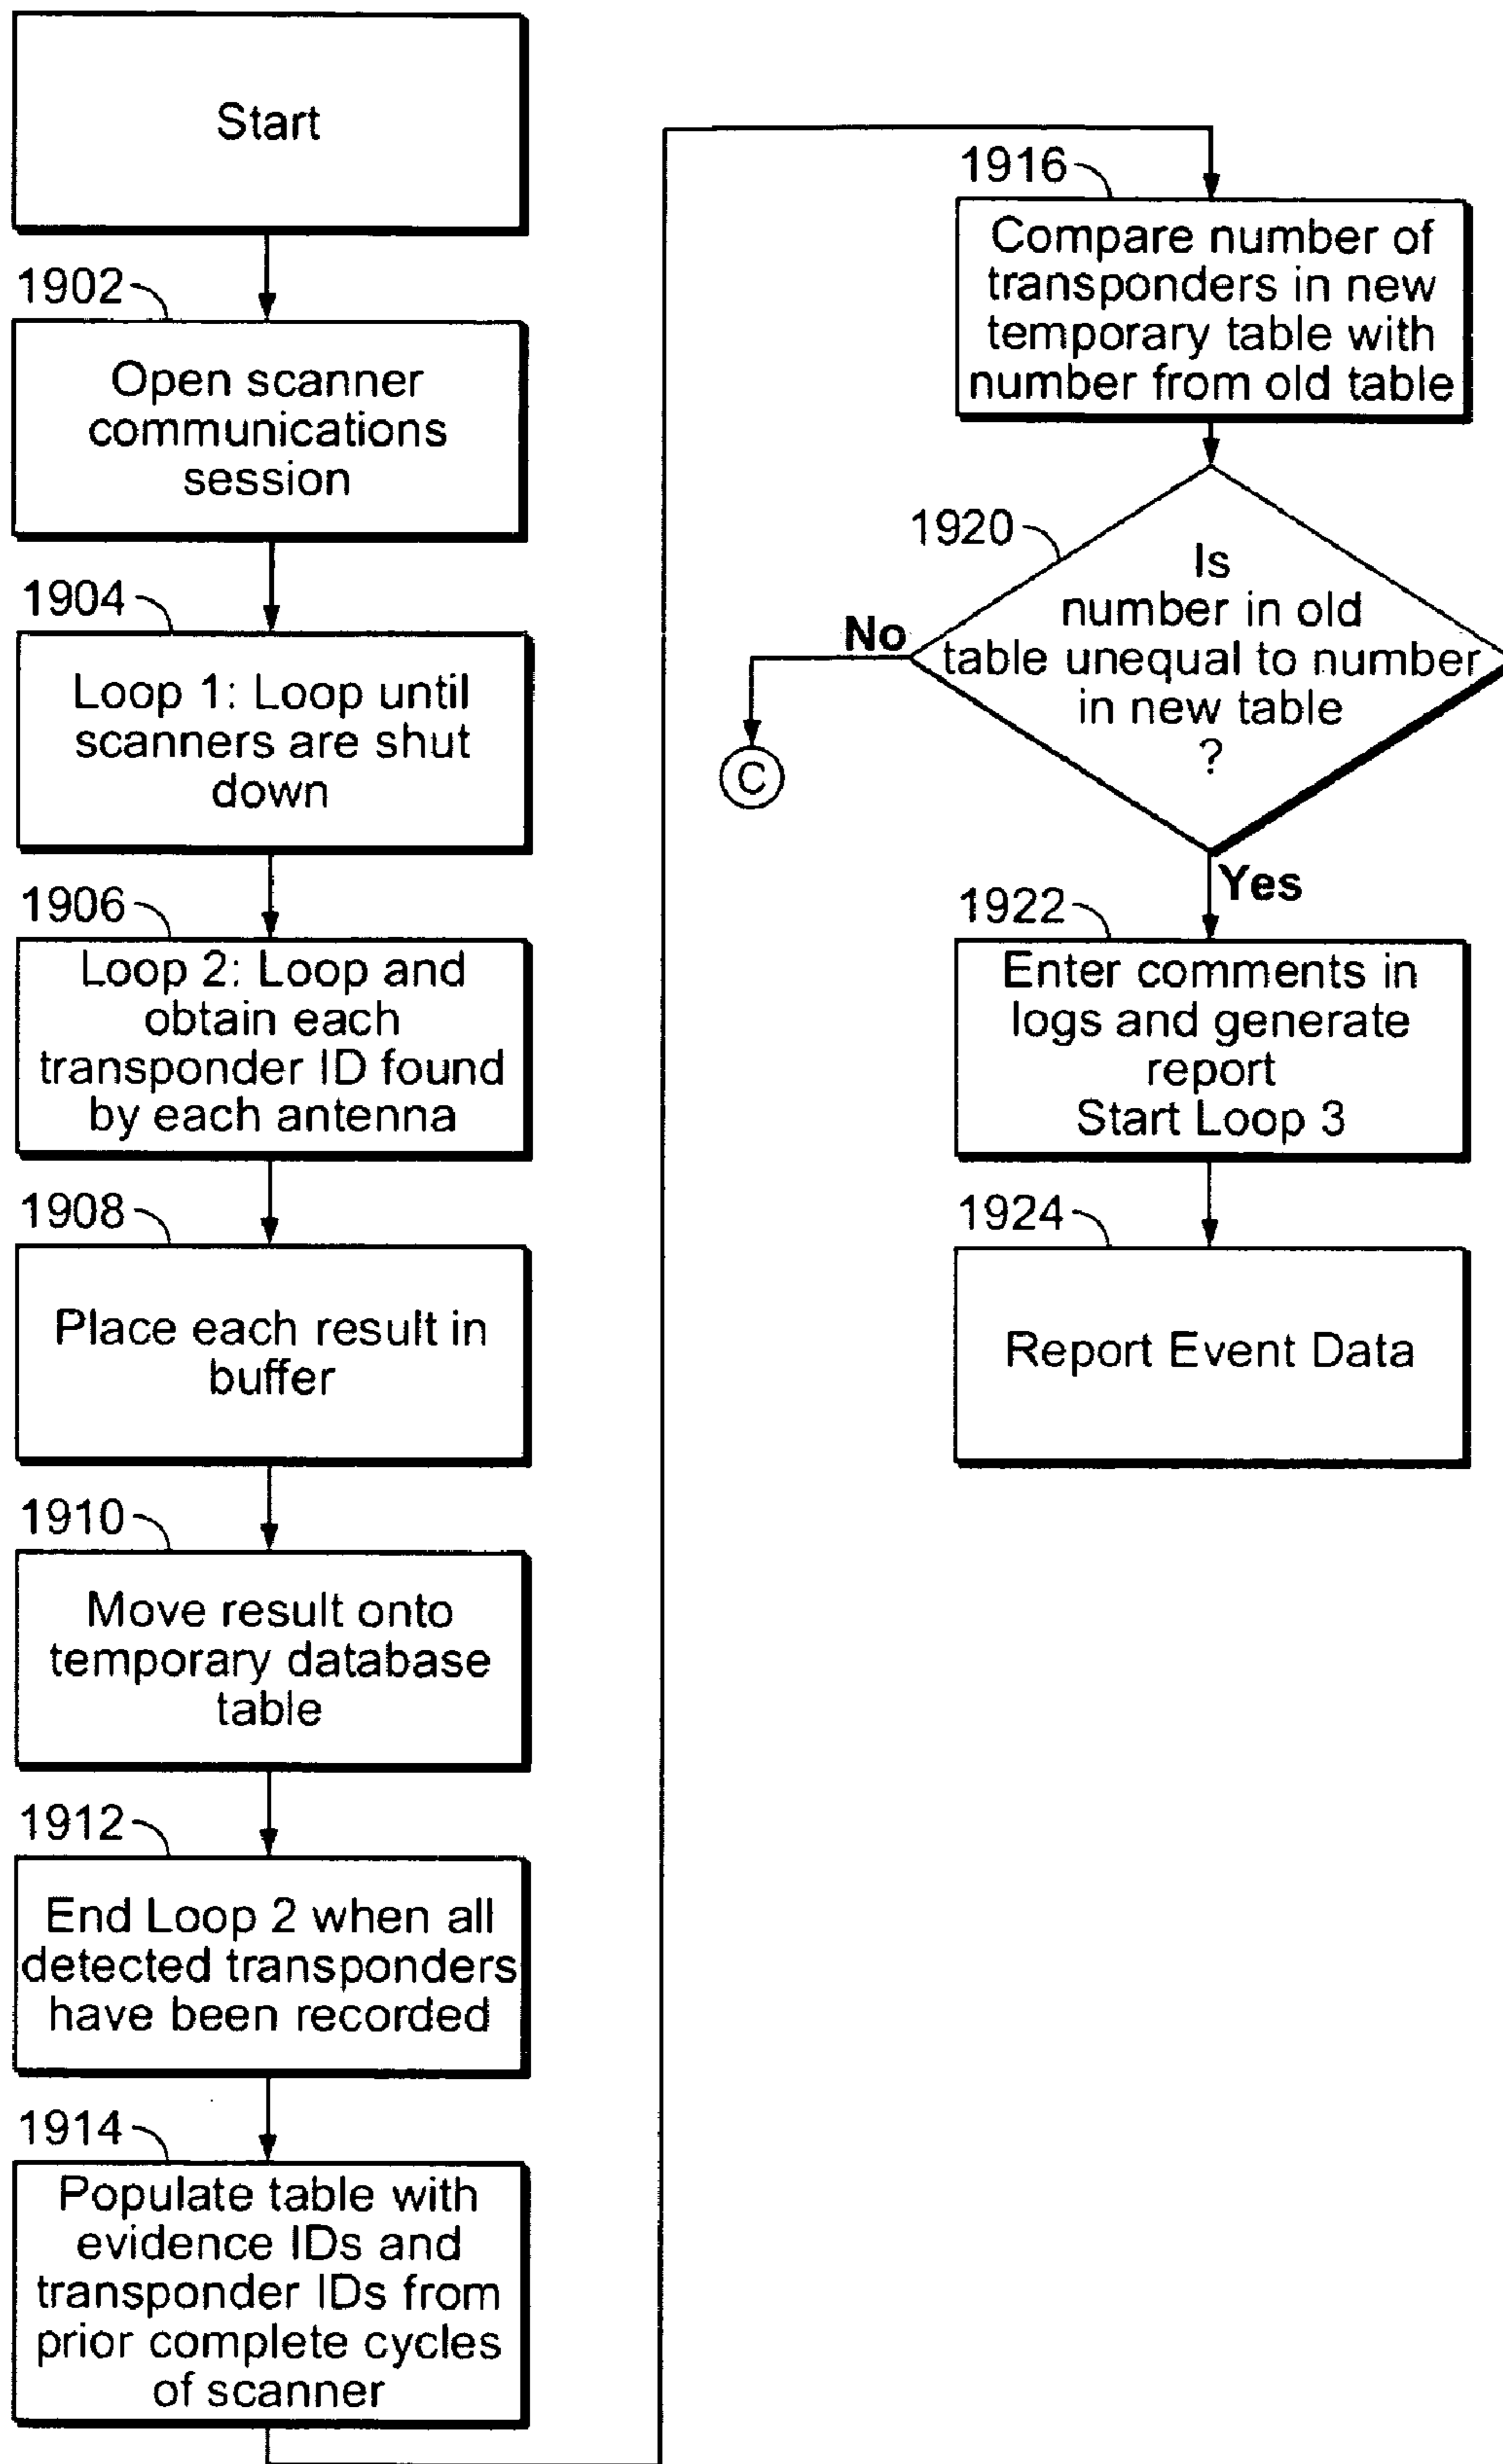 Start
1902
Open scanner
communications
session
1904
Loop 1: Loop until
scanners are shut
down
1906
Loop 2: Loop and
obtain each
transponder ID found
by each antenna
1908
Place each result in
buffer
1910
Move result onto
temporary database
table
1912
End Loop 2 when all
detected transponders
have been recorded
1914
Populate table with
evidence IDs and
transponder IDs from
prior complete cycles
of scanner
1916
Compare number of
transponders in new
temporary table with
number from old table
1920
Is
number in old
table unequal to number
in new table
?
No
C
Yes
1922
Enter comments in
logs and generate
report
Start Loop 3
1924
Report Event Data